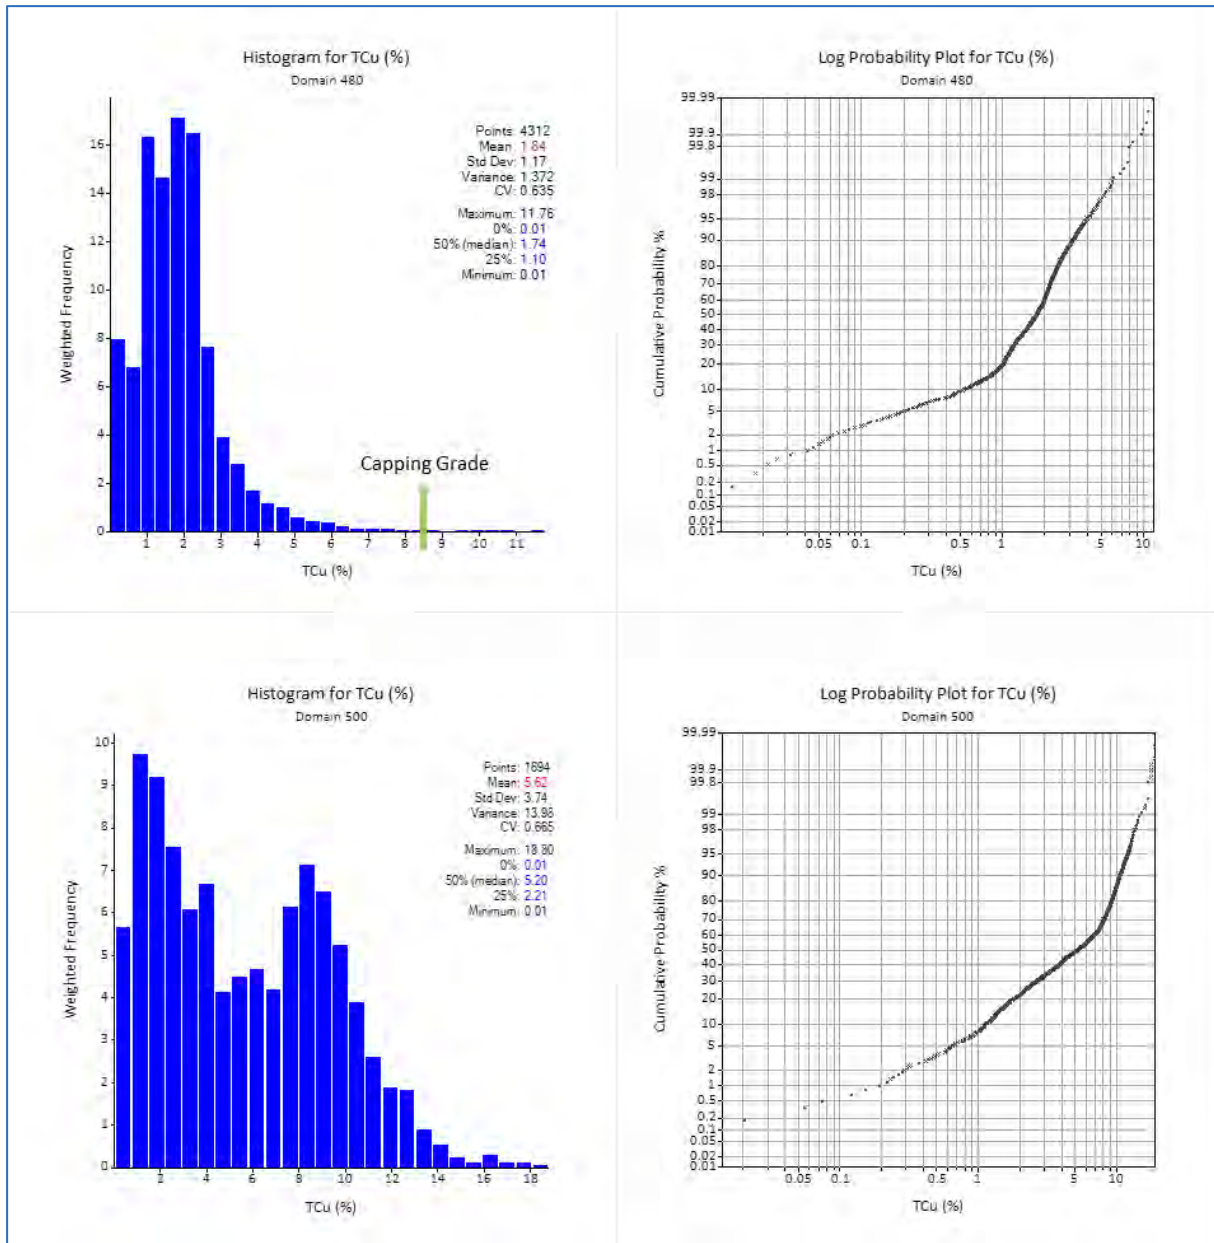 Histogram for TCu (%)
Domain 480
Points: 4312
Mean: 1.84
Std Dev: 1.17
Variance: 1.372
CV: 0.635
Maximum: 11.76
0%: 0.01
50% (median): 1.74
25%: 1.10
Minimum: 0.01
Weighted Frequency
16
14
12
10
8
6
4
2
0
Capping Grade
1 2 3 4 5 6 7 8 9 10 11
TCu (%)
Log Probability Plot for TCu (%)
Domain 480
Cumulative Probability %
99.99
99.9
99.8
99
98
95
90
80
70
60
50
40
30
20
10
5
2
1
0.5
0.2
0.1
0.05
0.02
0.01
0.05 0.1 0.5 1 5 10
TCu (%)
Histogram for TCu (%)
Domain 500
Points: 1694
Mean: 5.62
Std Dev: 3.74
Variance: 13.98
CV: 0.665
Maximum: 18.80
0%: 0.01
50% (median): 5.20
25%: 2.21
Minimum: 0.01
Weighted Frequency
10
9
8
7
6
5
4
3
2
1
0
2 4 6 8 10 12 14 16 18
TCu (%)
Log Probability Plot for TCu (%)
Domain 500
Cumulative Probability %
99.99
99.9
99.8
99
98
95
90
80
70
60
50
40
30
20
10
5
2
1
0.5
0.2
0.1
0.05
0.02
0.01
0.05 0.1 0.5 1 5 10
TCu (%)